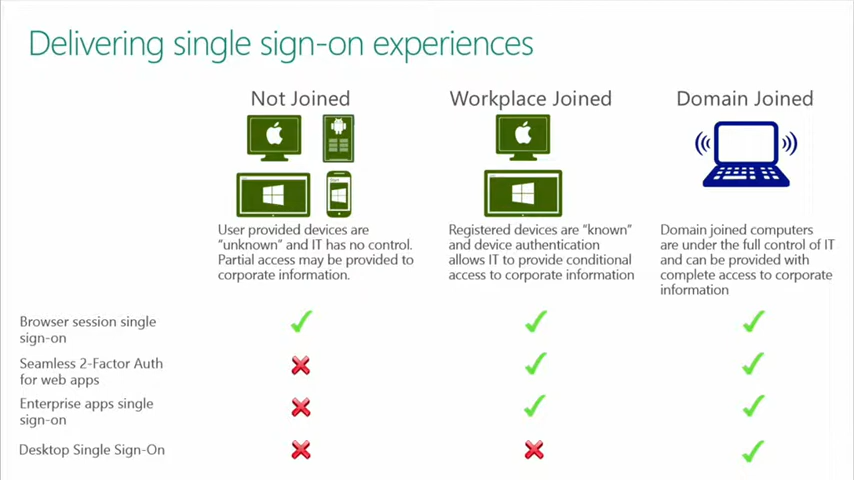 Delivering single sign-on experiences
Not Joined
Workplace Joined
Domain Joined
User provided devices are
"unknown" and IT has no control.
Partial access may be provided to
corporate information.
Registered devices are "known"
and device authentication
allows IT to provide conditional
access to corporate information
Domain joined computers
are under the full control of IT
and can be provided with
complete access to corporate
information
Browser session single
sign-on
Seamless 2-Factor Auth
for web apps
Enterprise apps single
sign-on
Desktop Single Sign-On